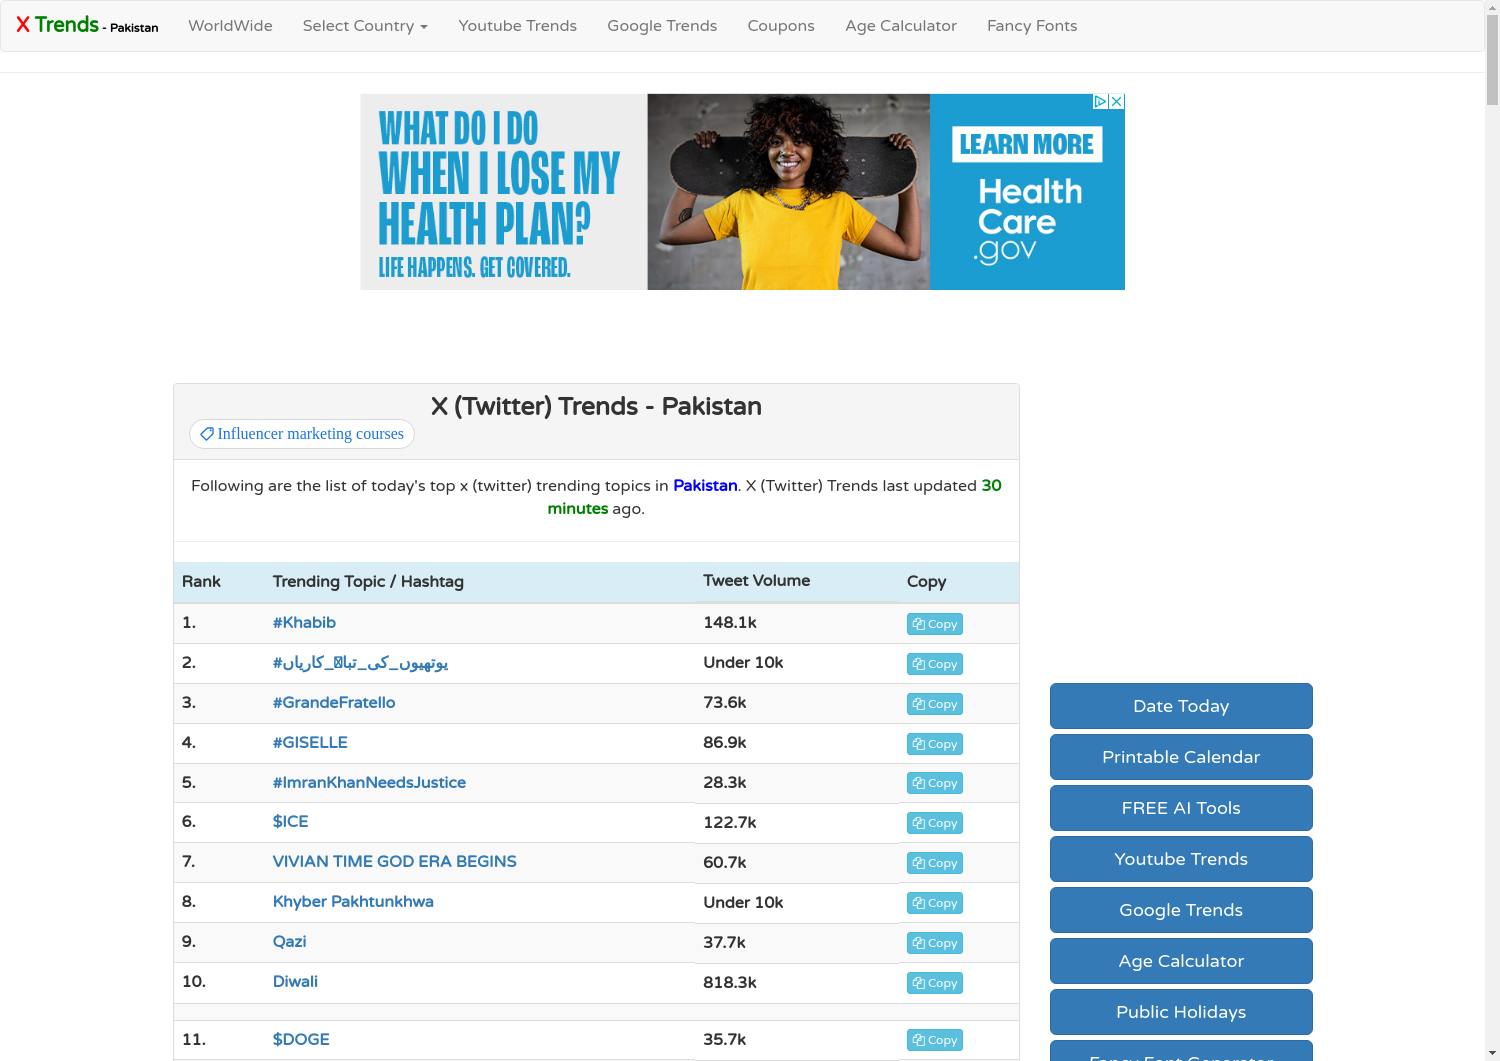 X Trends - Pakistan
WorldWide
Select Country
Youtube Trends
Google Trends
Coupons
Age Calculator
Fancy Fonts
WHAT DO I DO
WHEN I LOSE MY
HEALTH PLAN?
LIFE HAPPENS. GET COVERED.
LEARN MORE
Health
Care
.gov
X (Twitter) Trends - Pakistan
Influencer marketing courses
Following are the list of today's top x (twitter) trending topics in Pakistan. X (Twitter) Trends last updated 30
minutes ago.
Rank Trending Topic / Hashtag Tweet Volume Copy
1. #Khabib 148.1k Copy
2. Under 10k Copy
3. #GrandeFratello 73.6k Copy
4. #GISELLE 86.9k Copy
5. #ImranKhanNeedsJustice 28.3k Copy
6. $ICE 122.7k Copy
7. VIVIAN TIME GOD ERA BEGINS 60.7k Copy
8. Khyber Pakhtunkhwa Under 10k Copy
9. Qazi 37.7k Copy
10. Diwali 818.3k Copy
11. $DOGE 35.7k Copy
Date Today
Printable Calendar
FREE AI Tools
Youtube Trends
Google Trends
Age Calculator
Public Holidays
Fancy Font Generator